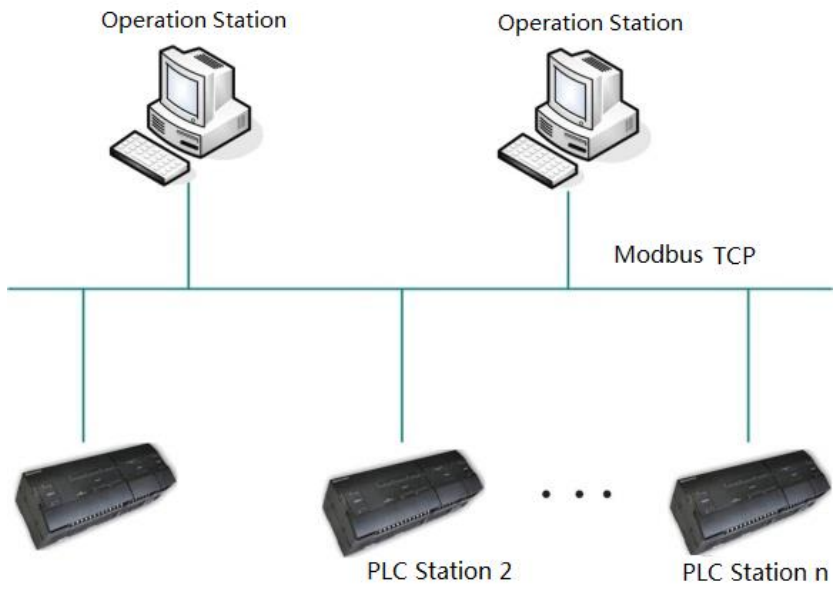 Operation Station
Operation Station
Modbus TCP
PLC Station 2
PLC Station n